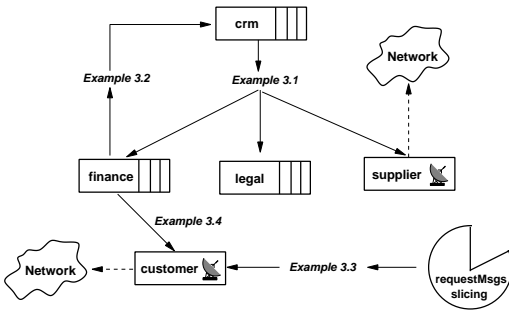 crm
Network
Example 3.2
Example 3.1
finance
legal
supplier
Example 3.4
Network
customer
Example 3.3
requestMsgs
slicing